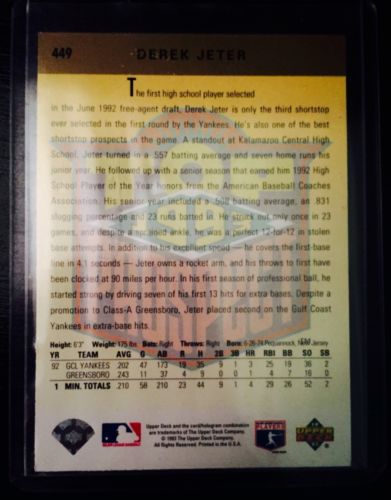 449 DEREK JETER
The first high school player selected
in the June 1992 free-agent draft, Derek Jeter is only the third shortstop
ever selected in the first round by the Yankees. He's also one of the best
shortstop prospects in the game. A standout at Kalamazoo Central High
School, Jeter turned in a .557 batting average and seven home runs his
junior year. He followed up with a senior season that earned him 1992 High
School Player of the Year honors from the American Baseball Coaches
Association. His senior year included a .508 batting average, an .831
slugging percentage and 23 runs batted in. He struck out only once in 23
games, and despite a sprained ankle, he was a perfect 12-for-12 in stolen
base attempts. In addition to his excellent speed — he covers the first-base
line in 4.1 seconds — Jeter owns a rocket arm, and his throws to first have
been clocked at 90 miles per hour. In his first season of professional ball, he
started strong by driving seven of his first 13 hits for extra bases. Despite a
promotion to Class-A Greensboro, Jeter placed second on the Gulf Coast
Yankees in extra-base hits.
Height: 6'3" Weight: 175 lbs Bats: Right Throws: Right Born: 6-26-74 Pequannock, New Jersey
YR TEAM AVG G AB R H 2B 3B HR RBI BB SO SB
92 GCL YANKEES .202 47 173 19 35 9 1 3 25 19 36 2
GREENSBORO .243 11 37 4 9 0 0 1 4 7 16 0
1 MIN. TOTALS .210 58 210 23 44 9 1 4 29 26 52 2
Upper Deck and the card/hologram combination
are trademarks of The Upper Deck Company.
© 1993 The Upper Deck Company.
All Rights Reserved. Printed in the U.S.A.
PLAYERS
UPPER
DECK